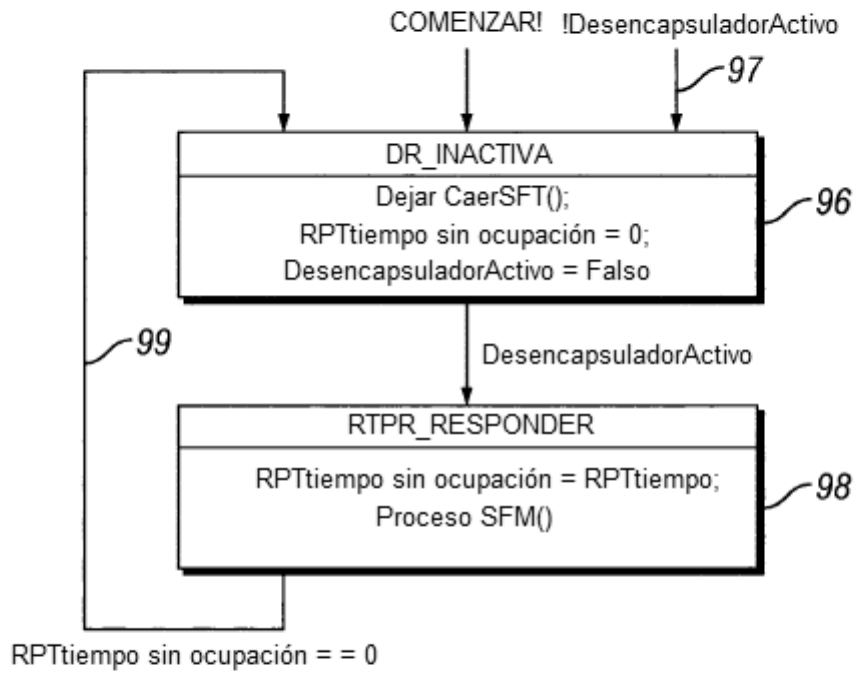 COMENZAR! !DesencapsuladorActivo
97
DR_INACTIVA
Dejar CaerSFT();
RPTtiempo sin ocupación = 0;
DesencapsuladorActivo = Falso
96
99
DesencapsuladorActivo
RTPR_RESPONDER
RPTtiempo sin ocupación = RPTtiempo;
Proceso SFM()
98
RPTtiempo sin ocupación = = 0